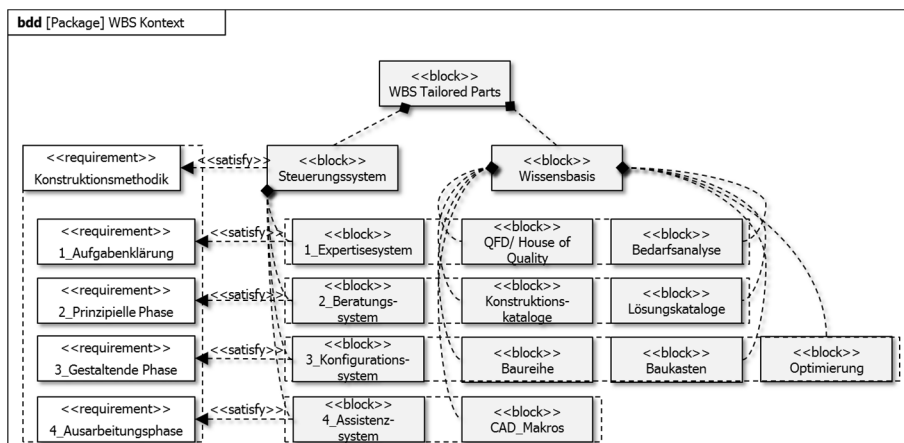 bdd [Package] WBS Kontext
<<block>>
WBS Tailored Parts
<<requirement>>
Konstruktionsmethodik
<<satisfy>>
<<block>>
Steuerungssystem
<<block>>
Wissensbasis
<<requirement>>
1_Aufgabenklärung
<<satisfy>>
<<block>>
1_Expertisesystem
<<block>>
QFD/ House of
Quality
<<block>>
Bedarfsanalyse
<<requirement>>
2_Prinzipielle Phase
<<satisfy>>
<<block>>
2_Beratungs-
system
<<block>>
Konstruktions-
kataloge
<<block>>
Lösungskataloge
<<requirement>>
3_Gestaltende Phase
<<satisfy>>
<<block>>
3_Konfigurations-
system
<<block>>
Baureihe
<<block>>
Baukasten
<<block>>
Optimierung
<<requirement>>
4_Ausarbeitungsphase
<<satisfy>>
<<block>>
4_Assistenz-
system
<<block>>
CAD_Makros